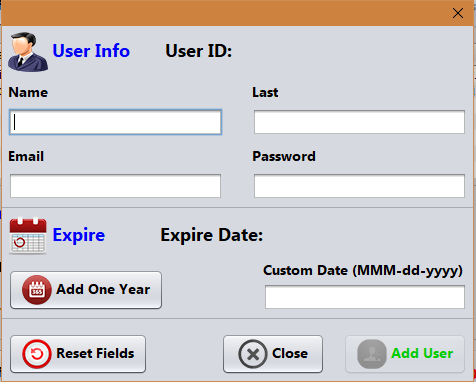 User Info User ID:
Name Last
Email Password
Expire Expire Date:
Custom Date (MMM-dd-yyyy)
365 Add One Year
Reset Fields Close Add User